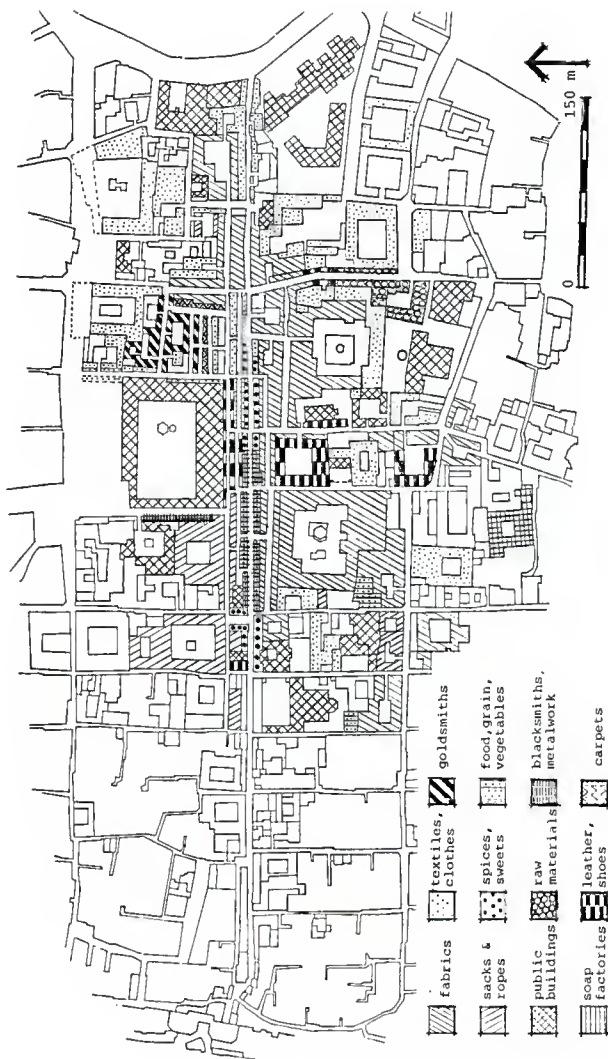 150 m
0
fabrics
textiles,
clothes
goldsmiths
sacks &
ropes
spices,
sweets
food,grain,
vegetables
public
buildings
raw
materials
blacksmiths,
metalwork
soap
factories
leather,
shoes
carpets